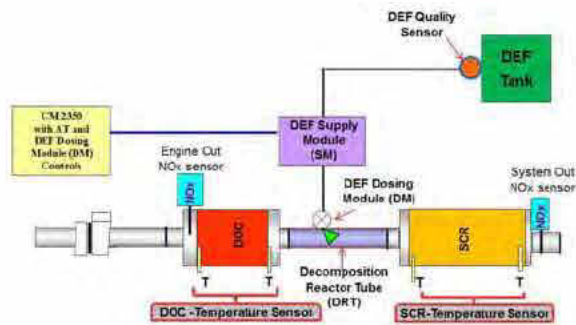 DEF Quality
Sensor
DEF
Tank
CM 2350
with AT and
DEF Dosing
Module (DM)
Controls
DEF Supply
Module
(SM)
Engine Out
NOx sensor
System Out
NOx sensor
NOx
DEF Dosing
Module (DM)
NOx
DOC
SCR
Decomposition
Reactor Tube
(DRT)
T
T
T
T
DOC -Temperature Sensor
SCR-Temperature Sensor